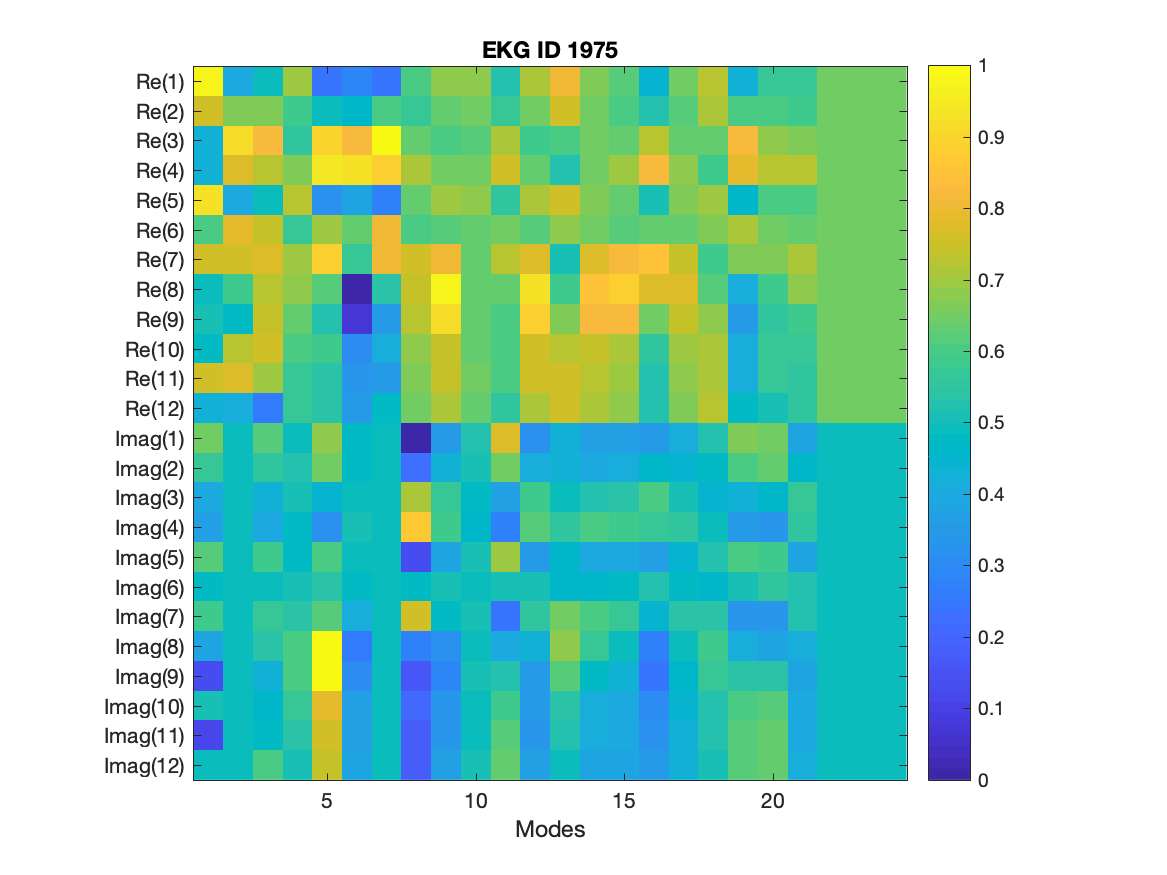 EKG ID 1975
Re(1)
Re(2)
Re(3)
Re(4)
Re(5)
Re(6)
Re(7)
Re(8)
Re(9)
Re(10)
Re(11)
Re(12)
Imag(1)
Imag(2)
Imag(3)
Imag(4)
Imag(5)
Imag(6)
Imag(7)
Imag(8)
Imag(9)
Imag(10)
Imag(11)
Imag(12)
5 10 15 20
Modes
1
0.9
0.8
0.7
0.6
0.5
0.4
0.3
0.2
0.1
0